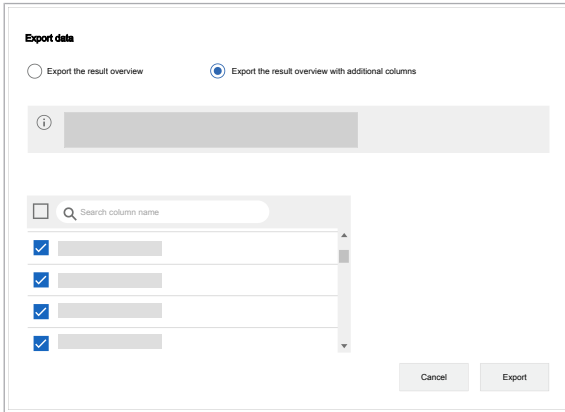 Export data
Export the result overview
Export the result overview with additional columns
Search column name
Cancel
Export